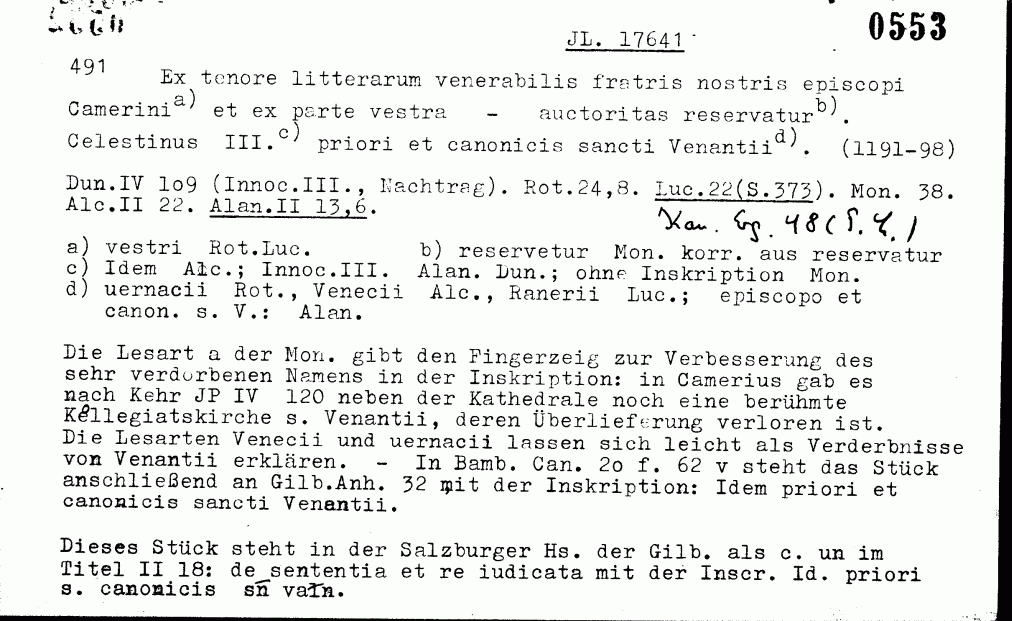 0553
JL. 17641
491 Ex tenore litterarum venerabilis fratris nostris episcopi
Camerini a) et ex parte vestra - auctoritas reservatur b).
Celestinus III. c) priori et canonicis sancti Venantii d). (1191-98)
Dun.IV 1o9 (Innoc.III., Nachtrag). Rot.24,8. Luc.22(S.373). Mon. 38.
Alc.II 22. Alan.II 13,6.
48 (
a) vestri Rot.Luc. b) reservetur Mon. korr. aus reservatur
c) Idem Alc.; Innoc.III. Alan. Dun.; ohne Inskription Mon.
d) uernacii Rot., Venecii Alc., Ranerii Luc.; episcopo et
canon. s. V.: Alan.
Die Lesart a der Mon. gibt den Fingerzeig zur Verbesserung des
sehr verdorbenen Namens in der Inskription: in Camerius gab es
nach Kehr JP IV 120 neben der Kathedrale noch eine berühmte
Kollegiatskirche s. Venantii, deren Überlieferung verloren ist.
Die Lesarten Venecii und uernacii lassen sich leicht als Verderbnisse
von Venantii erklären. - In Bamb. Can. 2o f. 62 v steht das Stück
anschließend an Gilb.Anh. 32 mit der Inskription: Idem priori et
canonicis sancti Venantii.
Dieses Stück steht in der Salzburger Hs. der Gilb. als c. un im
Titel II 18: de sententia et re iudicata mit der Inscr. Id. priori
s. canonicis sn̄